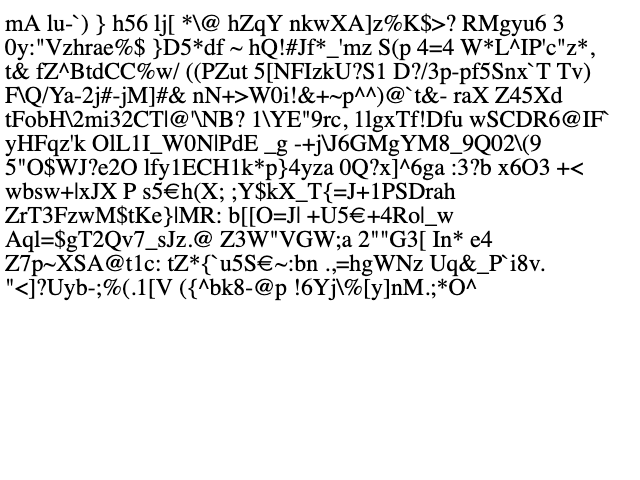 mA lu-`) } h56 lj[ *\@ hZqY nkwXA]z%K$>? RMgyu6 3
0y:"Vzhrae%$ }D5*df ~ hQ!#Jf*_'mz S(p 4=4 W*L^IP'c"z*,
t& fZ^BtdCC%w/ ((PZut 5[NFIzkU?S1 D?/3p-pf5Snx`T Tv)
F\Q/Ya-2j#-jM]#& nN+>W0i!&+~p^^)@`t&- raX Z45Xd
tFobH\2mi32CT|@'\NB? 1\YE"9rc, 1lgxTf!Dfu wSCDR6@IF`
yHFqz'k OlL1I_W0N|PdE _g -+j\J6GMgYM8_9Q02\(9
5"O$WJ?e2O lfy1ECH1k*p}4yza 0Q?x]^6ga :3?b x6O3 +<
wbsw+|xJX P s5€h(X; ;Y$kX_T{=J+1PSDrah
ZrT3FzwM$tKe}|MR: b[[O=J| +U5€+4Ro|_w
Aql=$gT2Qv7_sJz.@ Z3W"VGW;a 2""G3[ In* e4
Z7p~XSA@t1c: tZ*{`u5S€~:bn .,=hgWNz Uq&_P`i8v.
"<]?Uyb-;%(.1[V ({^bk8-@p !6Yj\%[y]nM.;*O^